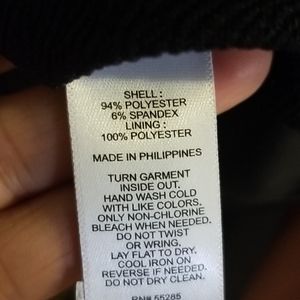 SHELL :
94% POLYESTER
6% SPANDEX
LINING :
100% POLYESTER
MADE IN PHILIPPINES
TURN GARMENT
INSIDE OUT.
HAND WASH COLD
WITH LIKE COLORS.
ONLY NON-CHLORINE
BLEACH WHEN NEEDED.
DO NOT TWIST
OR WRING.
LAY FLAT TO DRY.
COOL IRON ON
REVERSE IF NEEDED.
DO NOT DRY CLEAN.
RN# 55285